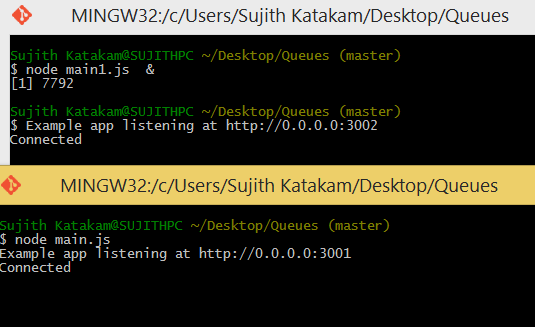 MINGW32:/c/Users/Sujith Katakam/Desktop/Queues
Sujith Katakam@SUJITHPC ~/Desktop/Queues (master)
$ node main1.js  &
[1] 7792
Sujith Katakam@SUJITHPC ~/Desktop/Queues (master)
$ Example app listening at http://0.0.0.0:3002
Connected
MINGW32:/c/Users/Sujith Katakam/Desktop/Queues
Sujith Katakam@SUJITHPC ~/Desktop/Queues (master)
$ node main.js
Example app listening at http://0.0.0.0:3001
Connected